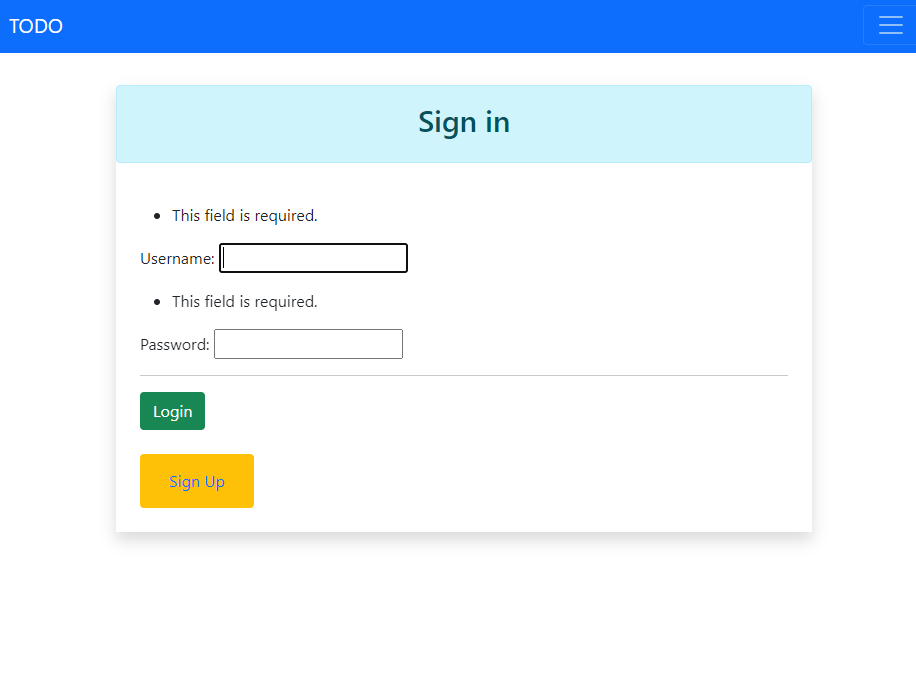 TODO
Sign in
This field is required.
Username:
This field is required.
Password:
Login
Sign Up